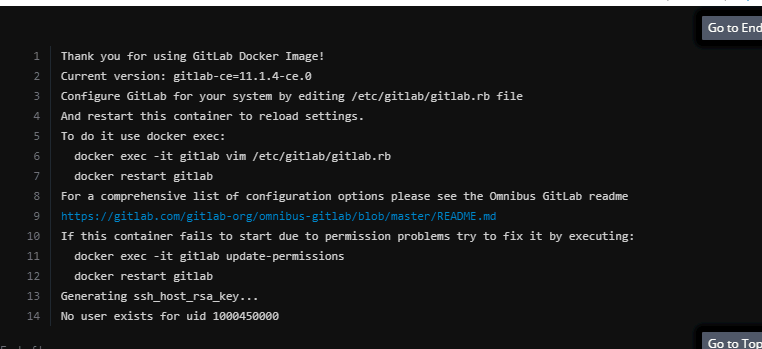 Go to End
1 Thank you for using GitLab Docker Image!
2 Current version: gitlab-ce=11.1.4-ce.0
3 Configure GitLab for your system by editing /etc/gitlab/gitlab.rb file
4 And restart this container to reload settings.
5 To do it use docker exec:
6 docker exec -it gitlab vim /etc/gitlab/gitlab.rb
7 docker restart gitlab
8 For a comprehensive list of configuration options please see the Omnibus GitLab readme
9 https://gitlab.com/gitlab-org/omnibus-gitlab/blob/master/README.md
10 If this container fails to start due to permission problems try to fix it by executing:
11 docker exec -it gitlab update-permissions
12 docker restart gitlab
13 Generating ssh_host_rsa_key...
14 No user exists for uid 1000450000
Go to Top